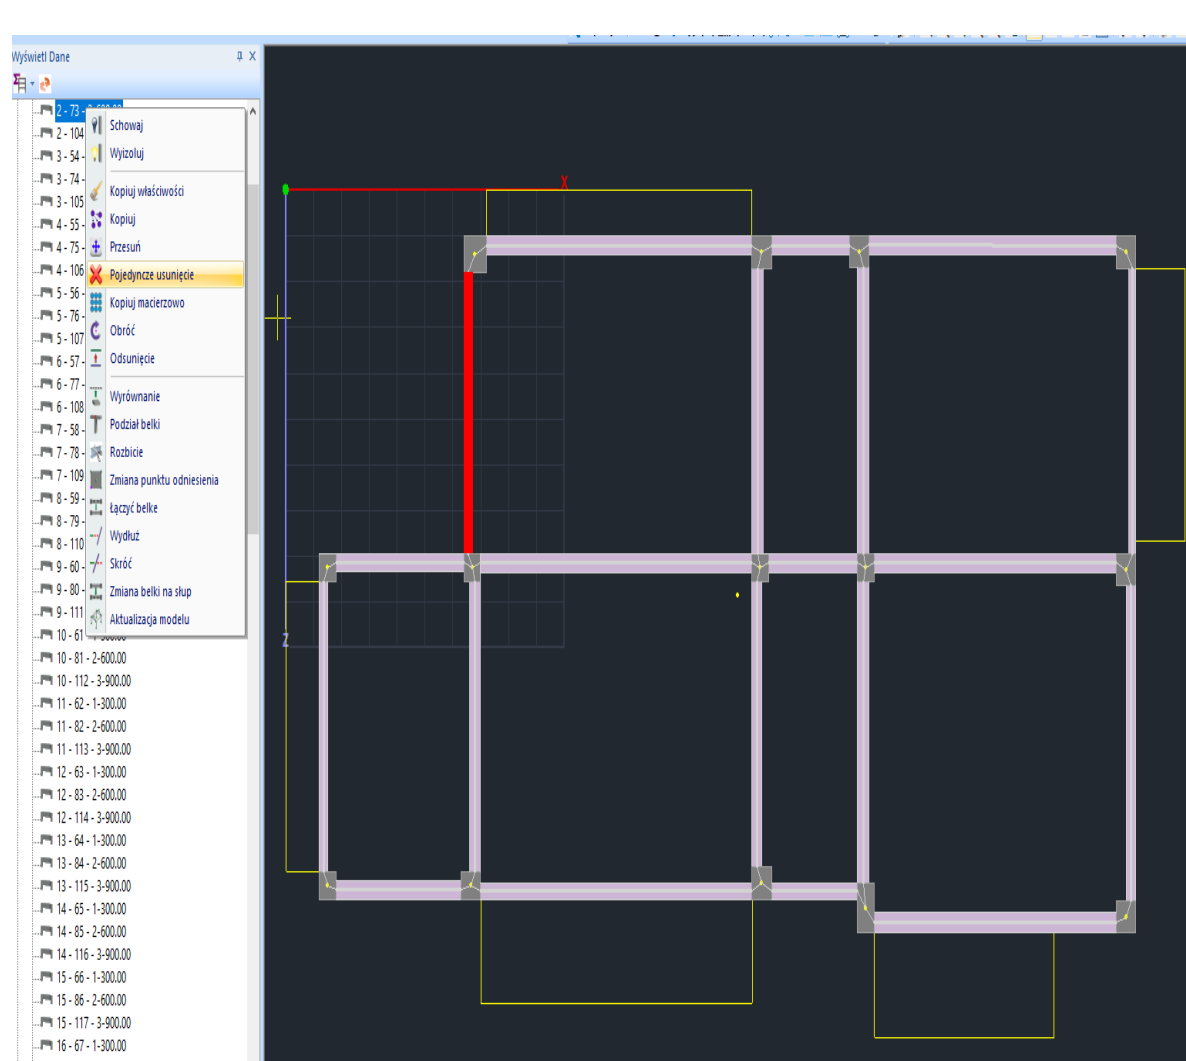 Wyświetl Dane
2 - 73 - 2-600.00
2 - 104
3 - 54 -
3 - 74 -
3 - 105
4 - 55 -
4 - 75 -
4 - 106
5 - 56 -
5 - 76 -
5 - 107
6 - 57 -
6 - 77 -
6 - 108
7 - 58 -
7 - 78 -
7 - 109
8 - 59 -
8 - 79 -
8 - 110
9 - 60 -
9 - 80 -
9 - 111
10 - 61 - 1-300.00
10 - 81 - 2-600.00
10 - 112 - 3-900.00
11 - 62 - 1-300.00
11 - 82 - 2-600.00
11 - 113 - 3-900.00
12 - 63 - 1-300.00
12 - 83 - 2-600.00
12 - 114 - 3-900.00
13 - 64 - 1-300.00
13 - 84 - 2-600.00
13 - 115 - 3-900.00
14 - 65 - 1-300.00
14 - 85 - 2-600.00
14 - 116 - 3-900.00
15 - 66 - 1-300.00
15 - 86 - 2-600.00
15 - 117 - 3-900.00
16 - 67 - 1-300.00
Schowaj
Wyizoluj
Kopiuj właściwości
Kopiuj
Przesuń
Pojedyncze usunięcie
Kopiuj macierzowo
Obróć
Odsunięcie
Wyrównanie
Podział belki
Rozbicie
Zmiana punktu odniesienia
Łączyć belke
Wydłuż
Skróć
Zmiana belki na słup
Aktualizacja modelu
X
Z